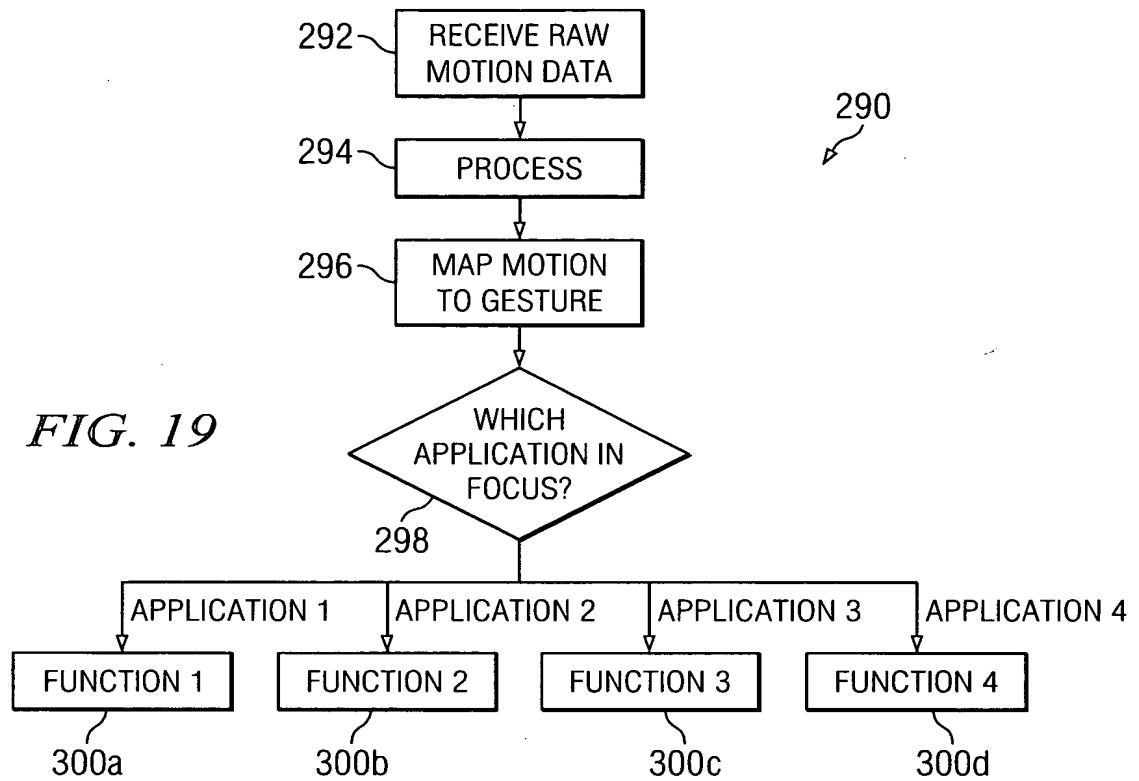 292
RECEIVE RAW
MOTION DATA
290
294
PROCESS
296
MAP MOTION
TO GESTURE
FIG. 19
WHICH
APPLICATION IN
FOCUS?
298
APPLICATION 1
APPLICATION 2
APPLICATION 3
APPLICATION 4
FUNCTION 1
FUNCTION 2
FUNCTION 3
FUNCTION 4
300a
300b
300c
300d